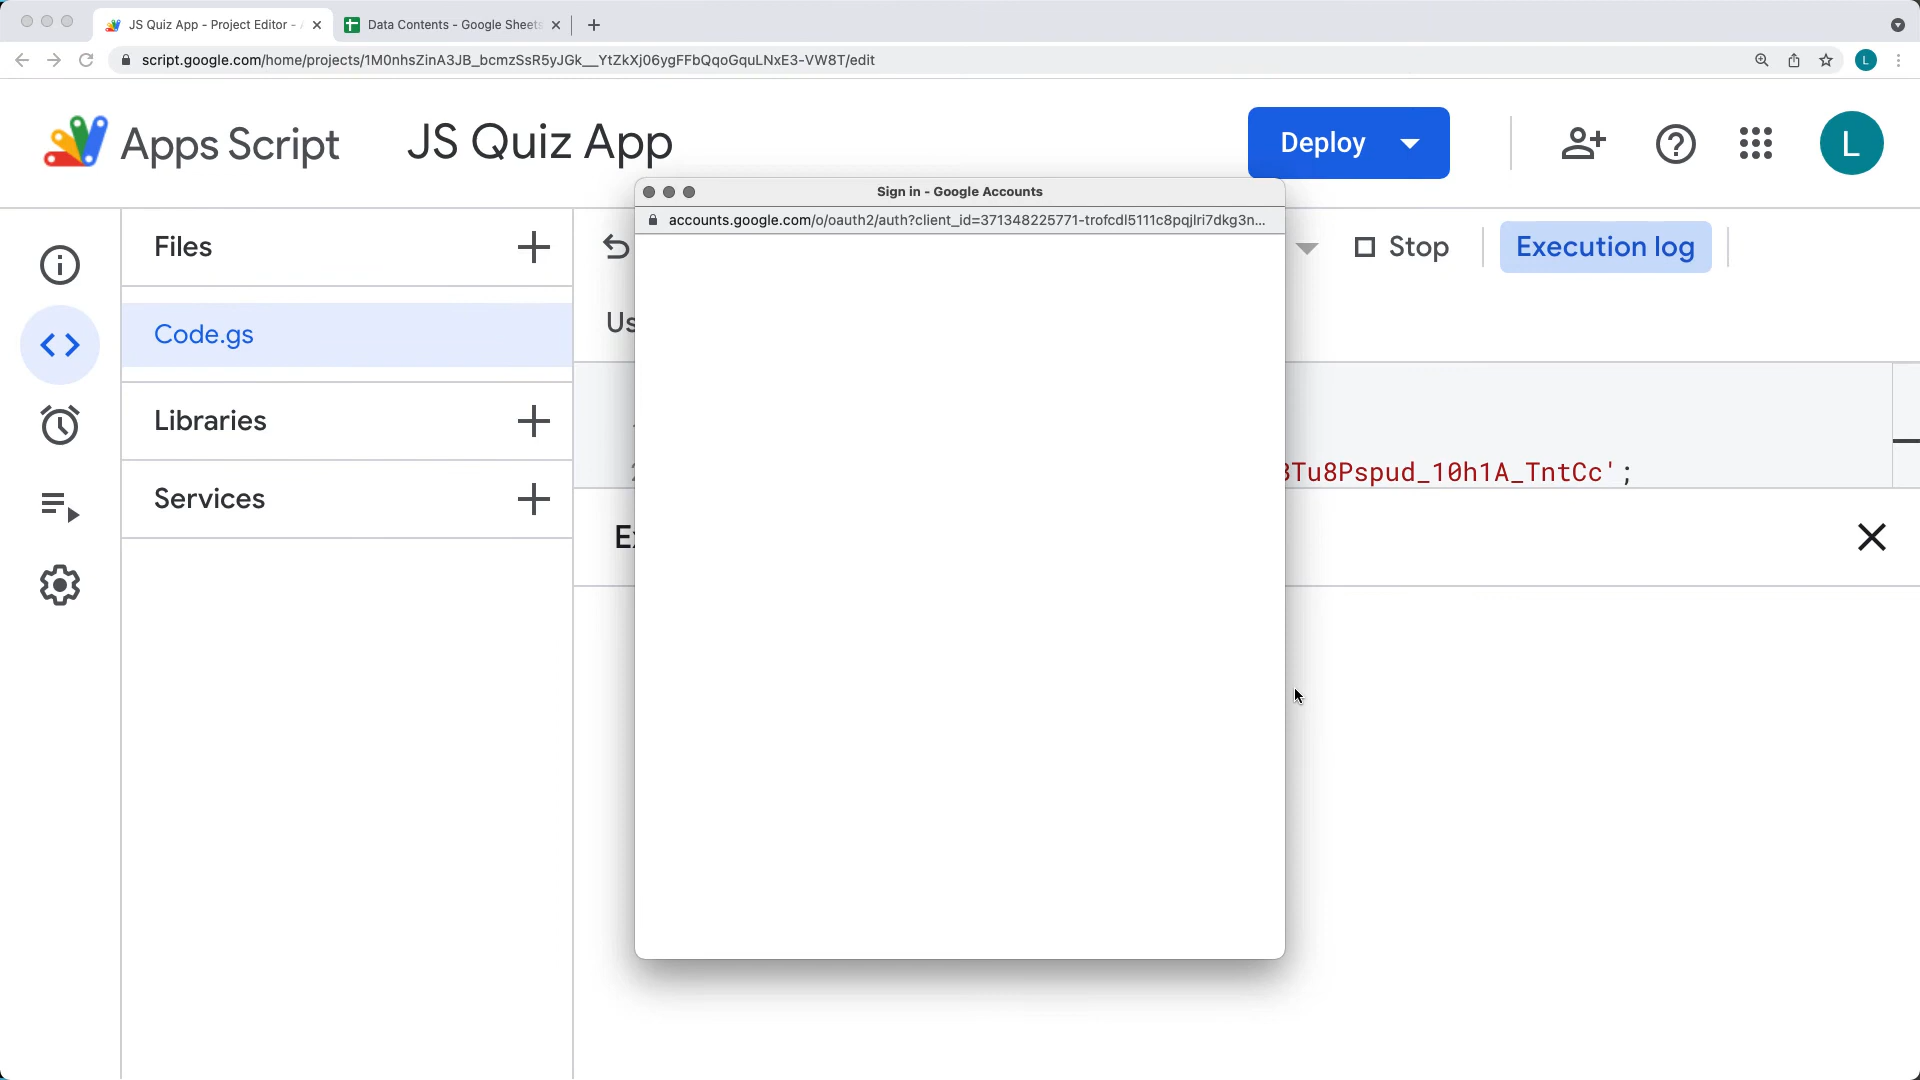 JS Quiz App - Project Editor -
Data Contents - Google Sheets
script.google.com/home/projects/1M0nhsZinA3JB_bcmzSsR5yJGk__YtZkXj06ygFFbQqoGquLNxE3-VW8T/edit
L
Apps Script
JS Quiz App
Deploy
L
Sign in - Google Accounts
accounts.google.com/o/oauth2/auth?client_id=371348225771-trofcdl5111c8pqjlri7dkg3n...
Files
Stop
Execution log
Us
Code.gs
Libraries
3Tu8Pspud_10h1A_TntCc';
Services
Ex